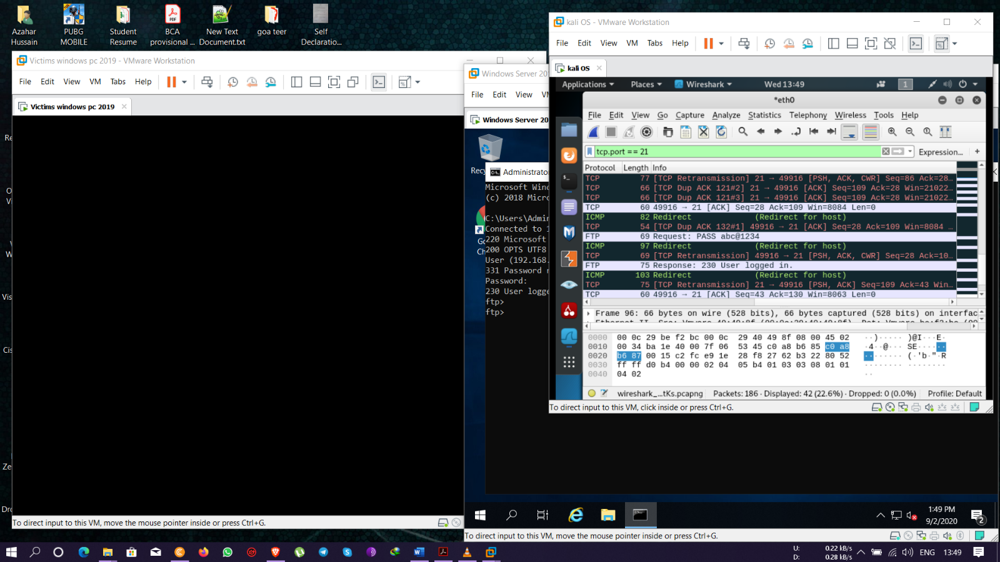 Azahar
Hussain
PUBG
MOBILE
Student
Resume
BCA
provisional ...
New Text
Document.txt
goa teer
Self
Declaratio...
Victims windows pc 2019 - VMware Workstation
File Edit View VM Tabs Help
Victims windows pc 2019
To direct input to this VM, move the mouse pointer inside or press Ctrl+G.
Windows Server 20
File Edit View
Windows Server 20
Administrator
Microsoft Wind
(c) 2018 Micro
C:\Users\Admin
Connected to 1
220 Microsoft
200 OPTS UTF8
User (192.168.
331 Password r
Password:
230 User logge
ftp>
ftp>
1:49 PM
9/2/2020
2
To direct input to this VM, move the mouse pointer inside or press Ctrl+G.
kali OS - VMware Workstation
File Edit View VM Tabs Help
kali OS
Applications Places Wireshark Wed 13:49 1
*eth0
File Edit View Go Capture Analyze Statistics Telephony Wireless Tools Help
tcp.port == 21 Expression... +
Protocol Length Info
TCP 77 [TCP Retransmission] 21 → 49916 [PSH, ACK, CWR] Seq=86 Ack=28...
TCP 66 [TCP Dup ACK 121#2] 21 → 49916 [ACK] Seq=109 Ack=28 Win=21022...
TCP 66 [TCP Dup ACK 121#3] 21 → 49916 [ACK] Seq=109 Ack=28 Win=21022...
TCP 60 49916 → 21 [ACK] Seq=28 Ack=109 Win=8084 Len=0
ICMP 82 Redirect (Redirect for host)
TCP 54 [TCP Dup ACK 132#1] 49916 → 21 [ACK] Seq=28 Ack=109 Win=8084 ...
FTP 69 Request: PASS abc@1234
ICMP 97 Redirect (Redirect for host)
TCP 69 [TCP Retransmission] 49916 → 21 [PSH, ACK, CWR] Seq=28 Ack=10...
FTP 75 Response: 230 User logged in.
ICMP 103 Redirect (Redirect for host)
TCP 75 [TCP Retransmission] 21 → 49916 [PSH, ACK] Seq=109 Ack=43 Win...
TCP 60 49916 → 21 [ACK] Seq=43 Ack=130 Win=8063 Len=0
Frame 96: 66 bytes on wire (528 bits), 66 bytes captured (528 bits) on interfac
0000 00 0c 29 be f2 bc 00 0c 29 40 49 8f 08 00 45 02 ··)····· )@I···E·
0010 00 34 ba 1e 40 00 7f 06 53 45 c0 a8 b6 85 c0 a8 ·4··@··· SE······
0020 b6 87 00 15 c2 fc e9 1e 28 f8 27 62 b3 22 80 52 ········ (·'b·"·R
0030 ff ff d0 b4 00 00 02 04 05 b4 01 03 03 08 01 01 ········ ········
0040 04 02 ··
wireshark_...tKs.pcapng Packets: 186 · Displayed: 42 (22.6%) · Dropped: 0 (0.0%) Profile: Default
To direct input to this VM, click inside or press Ctrl+G.
U: 0.22 kB/s
D: 0.28 kB/s
ENG 13:49